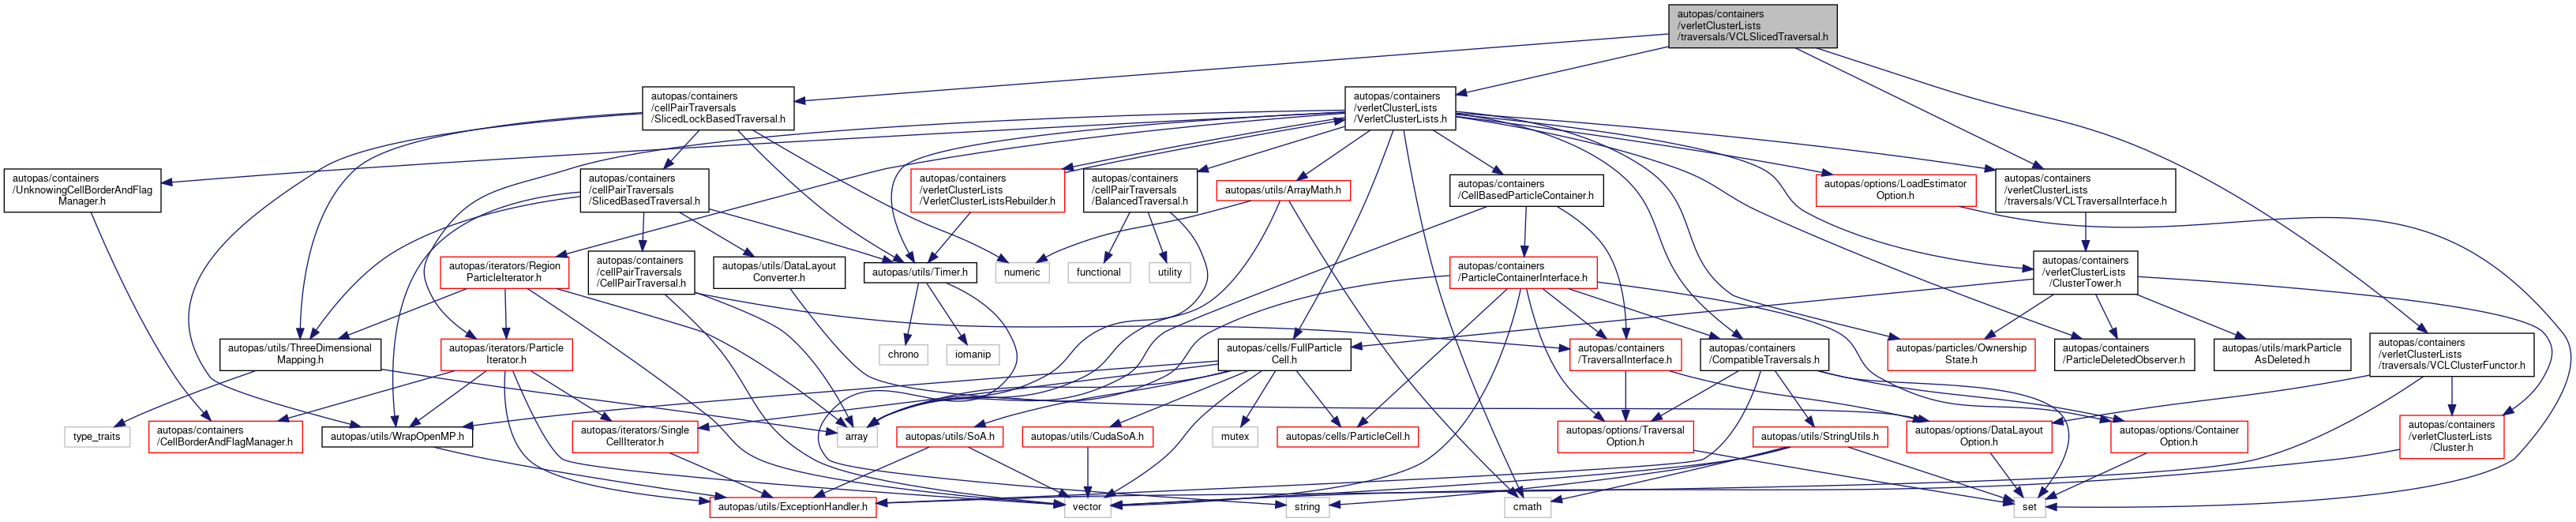 autopas/containers
/verletClusterLists
/traversals/VCLSlicedTraversal.h
autopas/containers
/cellPairTraversals
/SlicedLockBasedTraversal.h
autopas/containers
/verletClusterLists
/VerletClusterLists.h
autopas/containers
/UnknowingCellBorderAndFlag
Manager.h
autopas/containers
/cellPairTraversals
/SlicedBasedTraversal.h
autopas/containers
/verletClusterLists
/VerletClusterListsRebuilder.h
autopas/containers
/cellPairTraversals
/BalancedTraversal.h
autopas/utils/ArrayMath.h
autopas/containers
/CellBasedParticleContainer.h
autopas/options/LoadEstimator
Option.h
autopas/containers
/verletClusterLists
/traversals/VCLTraversalInterface.h
autopas/iterators/Region
ParticleIterator.h
autopas/containers
/cellPairTraversals
/CellPairTraversal.h
autopas/utils/DataLayout
Converter.h
autopas/utils/Timer.h
numeric
functional
utility
autopas/containers
/ParticleContainerInterface.h
autopas/containers
/verletClusterLists
/ClusterTower.h
autopas/utils/ThreeDimensional
Mapping.h
autopas/iterators/Particle
Iterator.h
chrono
iomanip
autopas/cells/FullParticle
Cell.h
autopas/containers
/TraversalInterface.h
autopas/containers
/CompatibleTraversals.h
autopas/particles/Ownership
State.h
autopas/containers
/ParticleDeletedObserver.h
autopas/utils/markParticle
AsDeleted.h
autopas/containers
/verletClusterLists
/traversals/VCLClusterFunctor.h
type_traits
autopas/containers
/CellBorderAndFlagManager.h
autopas/utils/WrapOpenMP.h
autopas/iterators/Single
CellIterator.h
array
autopas/utils/SoA.h
autopas/utils/CudaSoA.h
mutex
autopas/cells/ParticleCell.h
autopas/options/Traversal
Option.h
autopas/utils/StringUtils.h
autopas/options/DataLayout
Option.h
autopas/options/Container
Option.h
autopas/containers
/verletClusterLists
/Cluster.h
autopas/utils/ExceptionHandler.h
vector
string
cmath
set